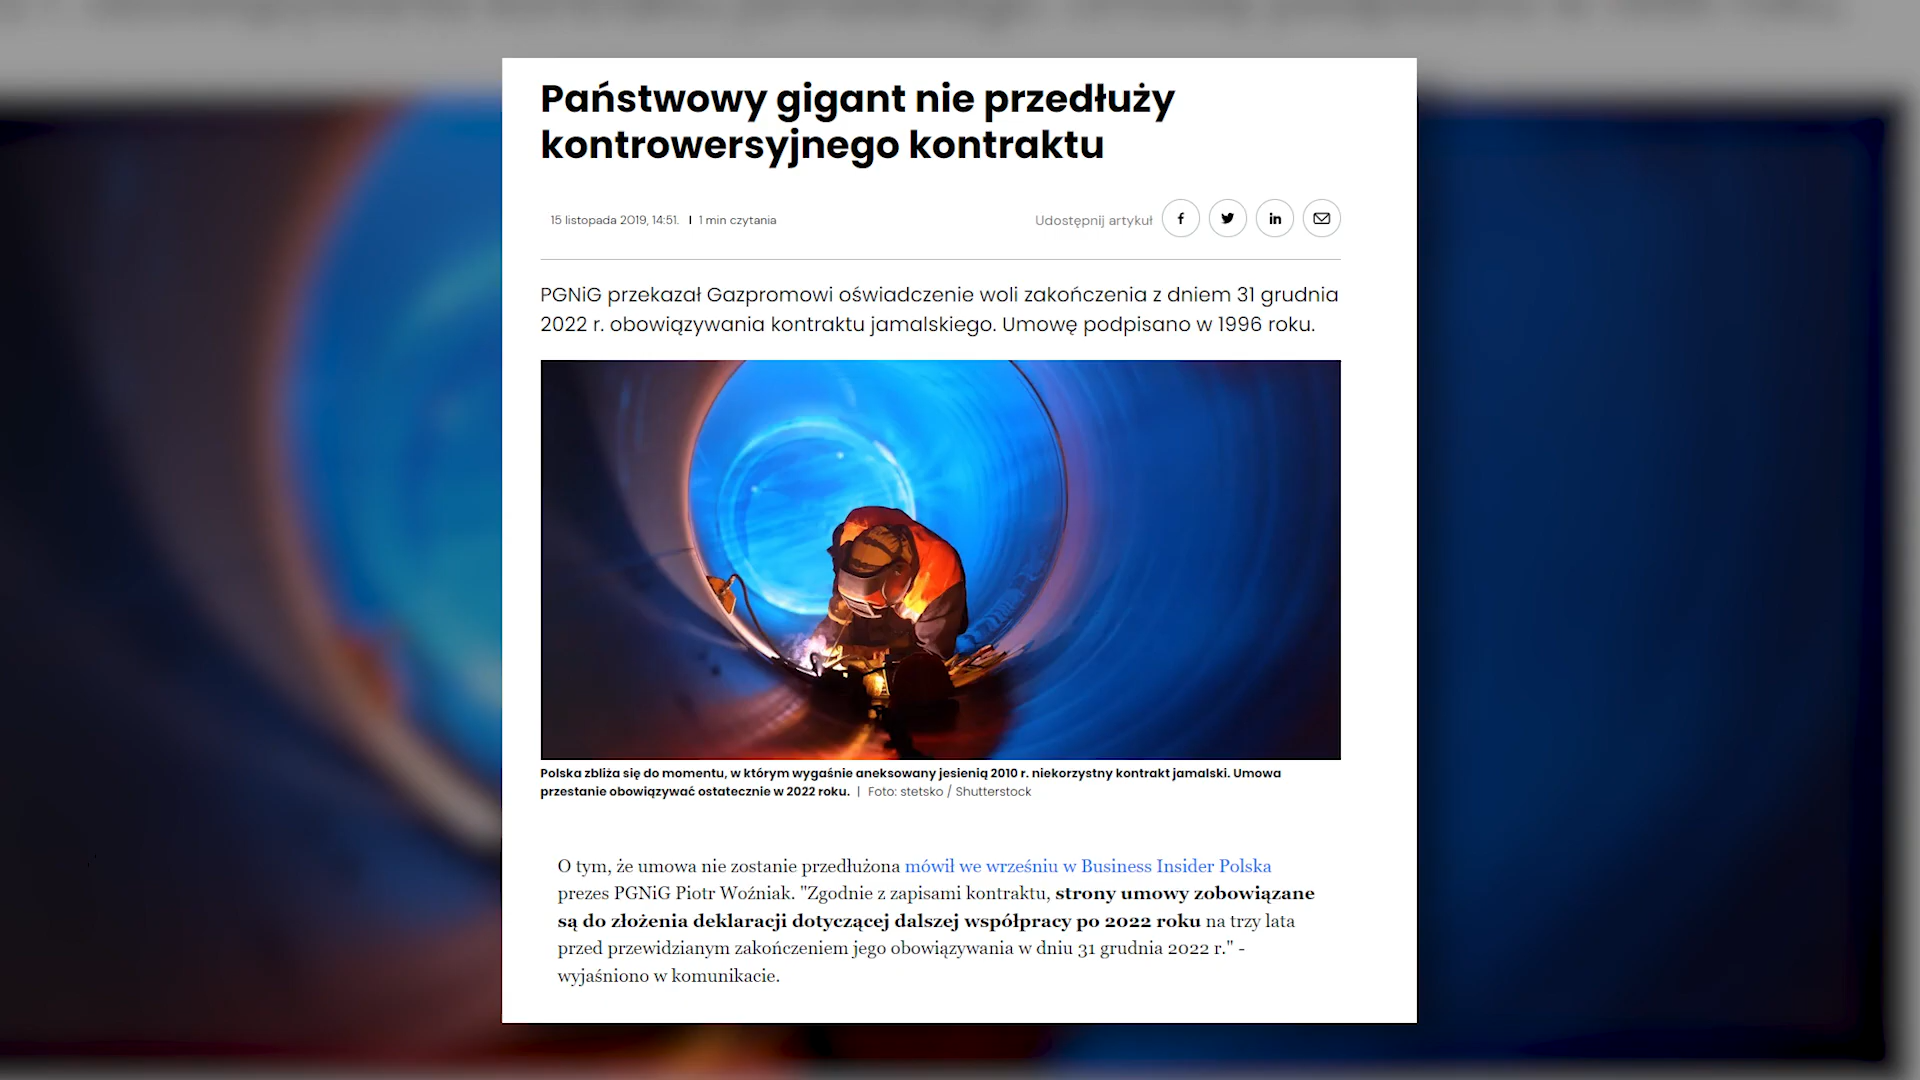 Państwowy gigant nie przedłuży
kontrowersyjnego kontraktu
15 listopada 2019, 14:51. | 1 min czytania
Udostępnij artykuł
PGNiG przekazał Gazpromowi oświadczenie woli zakończenia z dniem 31 grudnia
2022 r. obowiązywania kontraktu jamalskiego. Umowę podpisano w 1996 roku.
Polska zbliża się do momentu, w którym wygaśnie aneksowany jesienią 2010 r. niekorzystny kontrakt jamalski. Umowa
przestanie obowiązywać ostatecznie w 2022 roku. | Foto: stetsko / Shutterstock
O tym, że umowa nie zostanie przedłużona mówił we wrześniu w Business Insider Polska
prezes PGNiG Piotr Woźniak. "Zgodnie z zapisami kontraktu, strony umowy zobowiązane
są do złożenia deklaracji dotyczącej dalszej współpracy po 2022 roku na trzy lata
przed przewidzianym zakończeniem jego obowiązywania w dniu 31 grudnia 2022 r." -
wyjaśniono w komunikacie.